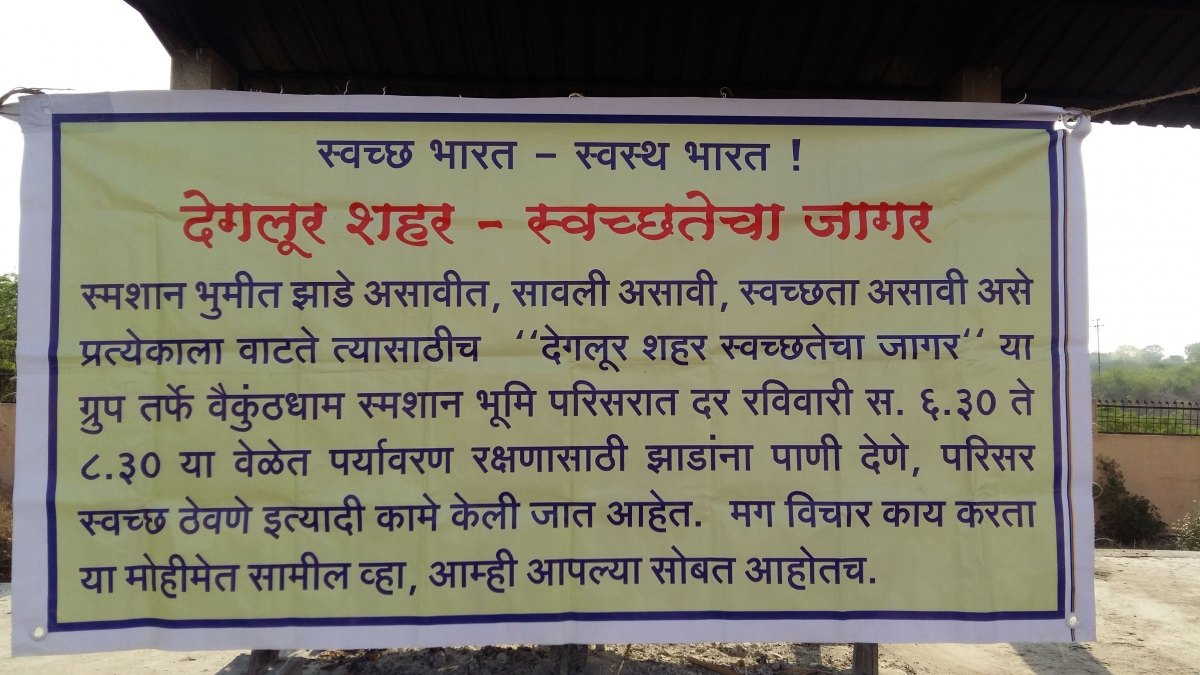 स्वच्छ भारत – स्वस्थ भारत !
देगलूर शहर - स्वच्छतेचा जागर
स्मशान भुमीत झाडे असावीत, सावली असावी, स्वच्छता असावी असे
प्रत्येकाला वाटते त्यासाठीच ‘‘देगलूर शहर स्वच्छतेचा जागर‘‘ या
ग्रुप तर्फे वैकुंठधाम स्मशान भूमि परिसरात दर रविवारी स. ६.३० ते
८.३० या वेळेत पर्यावरण रक्षणासाठी झाडांना पाणी देणे, परिसर
स्वच्छ ठेवणे इत्यादी कामे केली जात आहेत. मग विचार काय करता
या मोहीमेत सामील व्हा, आम्ही आपल्या सोबत आहोतच.